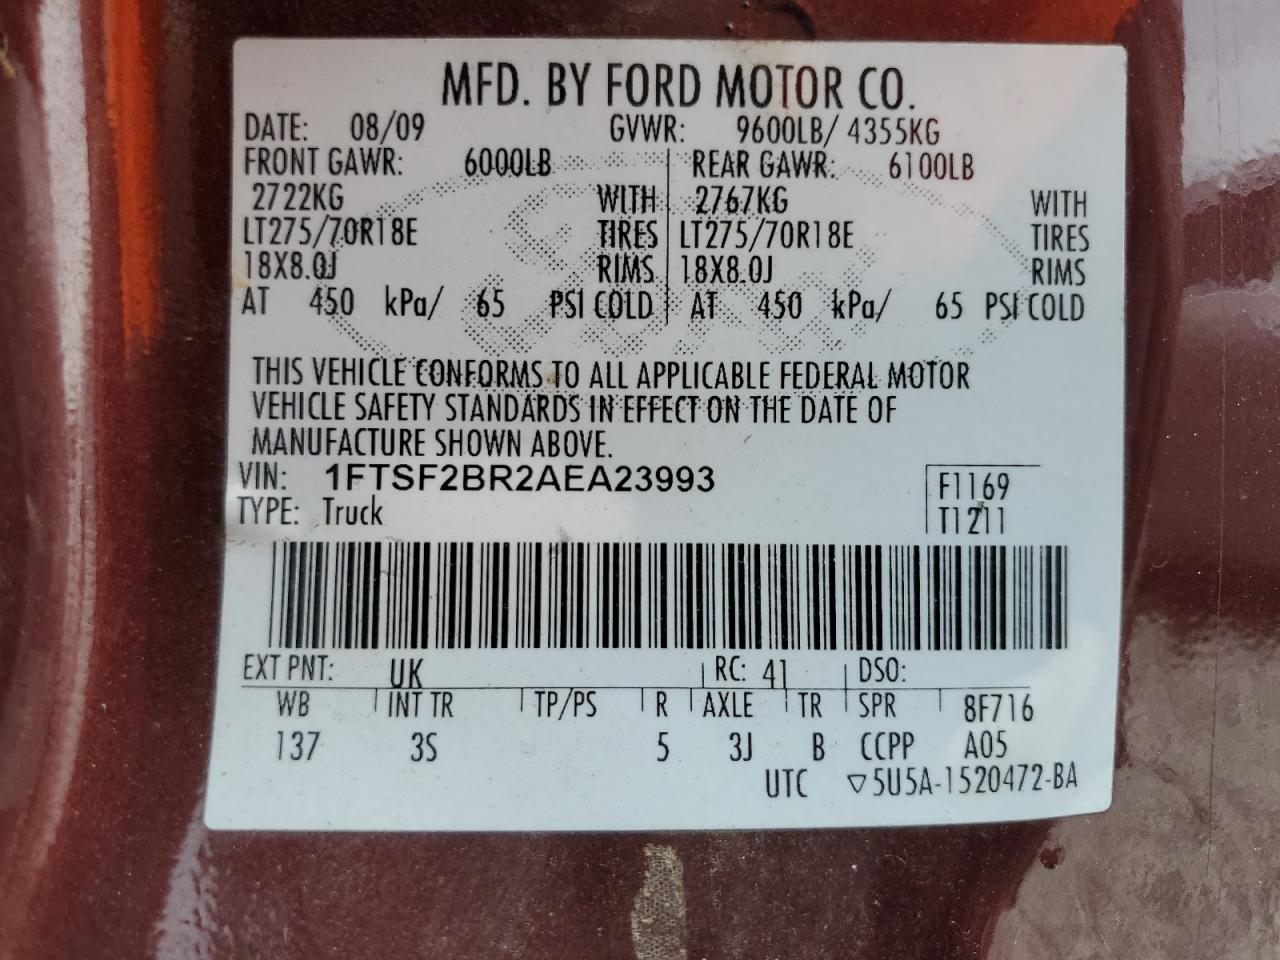 MFD. BY FORD MOTOR CO.
DATE: 08/09 GVWR: 9600LB/ 4355KG
FRONT GAWR: 6000LB REAR GAWR: 6100LB
2722KG WITH 2767KG WITH
LT275/70R18E TIRES LT275/70R18E TIRES
18X8.0J RIMS 18X8.0J RIMS
AT 450 kPa/ 65 PSI COLD AT 450 kPa/ 65 PSI COLD
THIS VEHICLE CONFORMS TO ALL APPLICABLE FEDERAL MOTOR
VEHICLE SAFETY STANDARDS IN EFFECT ON THE DATE OF
MANUFACTURE SHOWN ABOVE.
VIN: 1FTSF2BR2AEA23993 F1169
TYPE: Truck T1211
EXT PNT: UK RC: 41 DSO:
WB INT TR TP/PS R AXLE TR SPR 8F716
137 3S 5 3J B CCPP A05
UTC ▽5U5A-1520472-BA